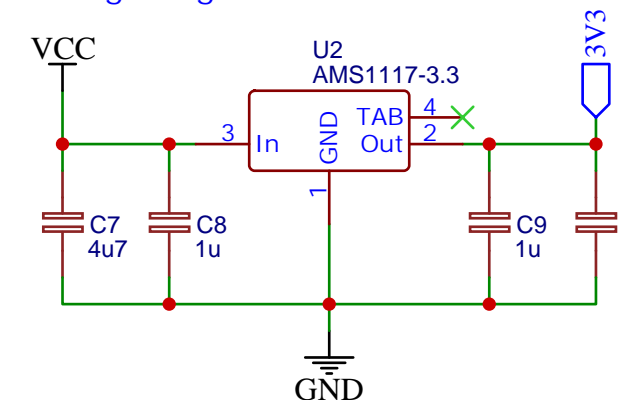 VCC
U2
AMS1117-3.3
3V3
3
In
GND
TAB
4
Out
2
1
C7
4u7
C8
1u
C9
1u
GND